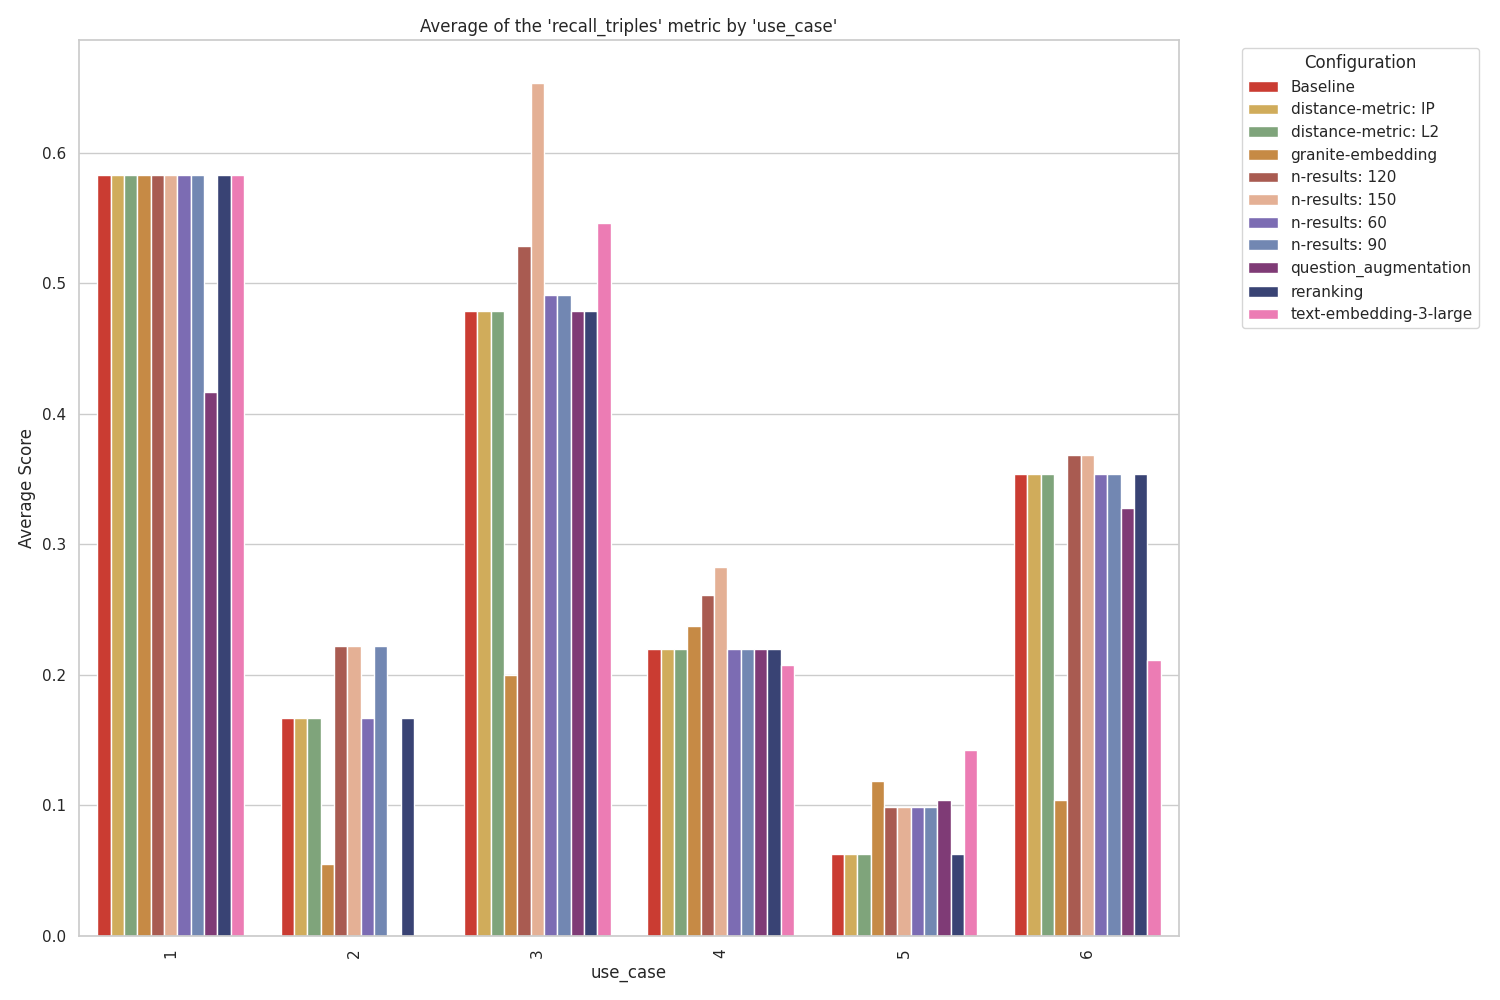 Average of the 'recall_triples' metric by 'use_case'
Average Score
0.6
0.5
0.4
0.3
0.2
0.1
0.0
1
2
3
4
5
6
use_case
Configuration
Baseline
distance-metric: IP
distance-metric: L2
granite-embedding
n-results: 120
n-results: 150
n-results: 60
n-results: 90
question_augmentation
reranking
text-embedding-3-large